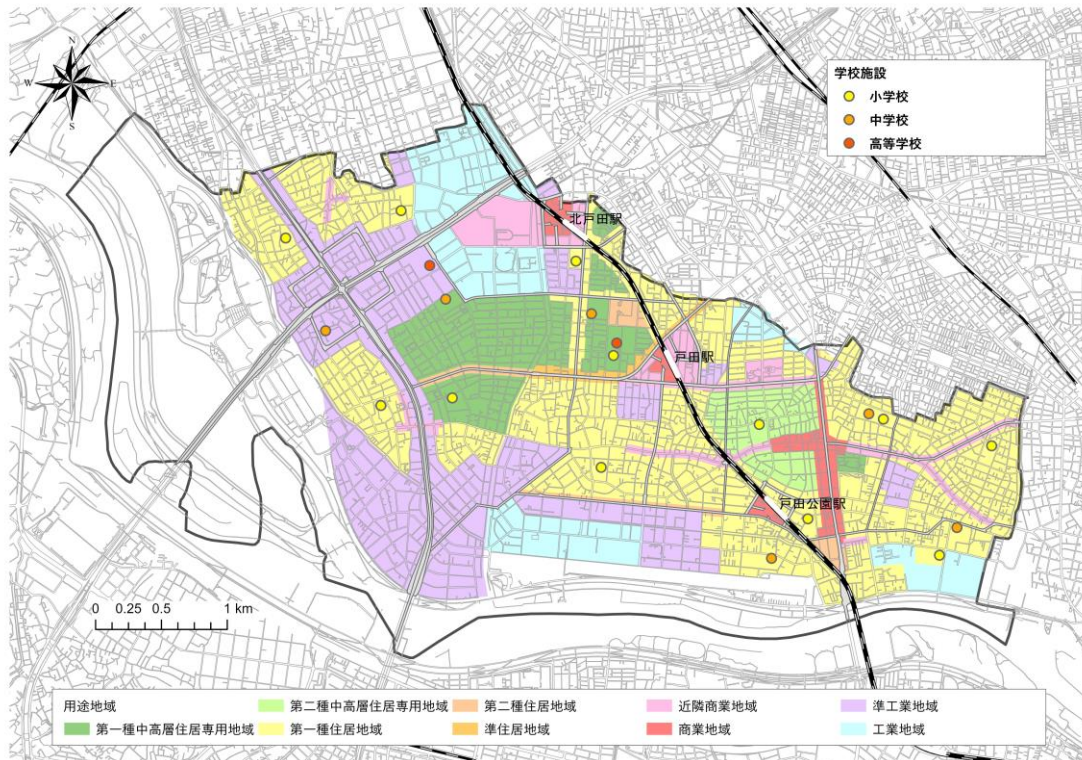 N
W
E
S
学校施設
小学校
中学校
高等学校
北戸田駅
戸田駅
戸田公園駅
0 0.25 0.5 1 km
用途地域
第二種中高層住居専用地域
第二種住居地域
近隣商業地域
準工業地域
第一種中高層住居専用地域
第一種住居地域
準住居地域
商業地域
工業地域